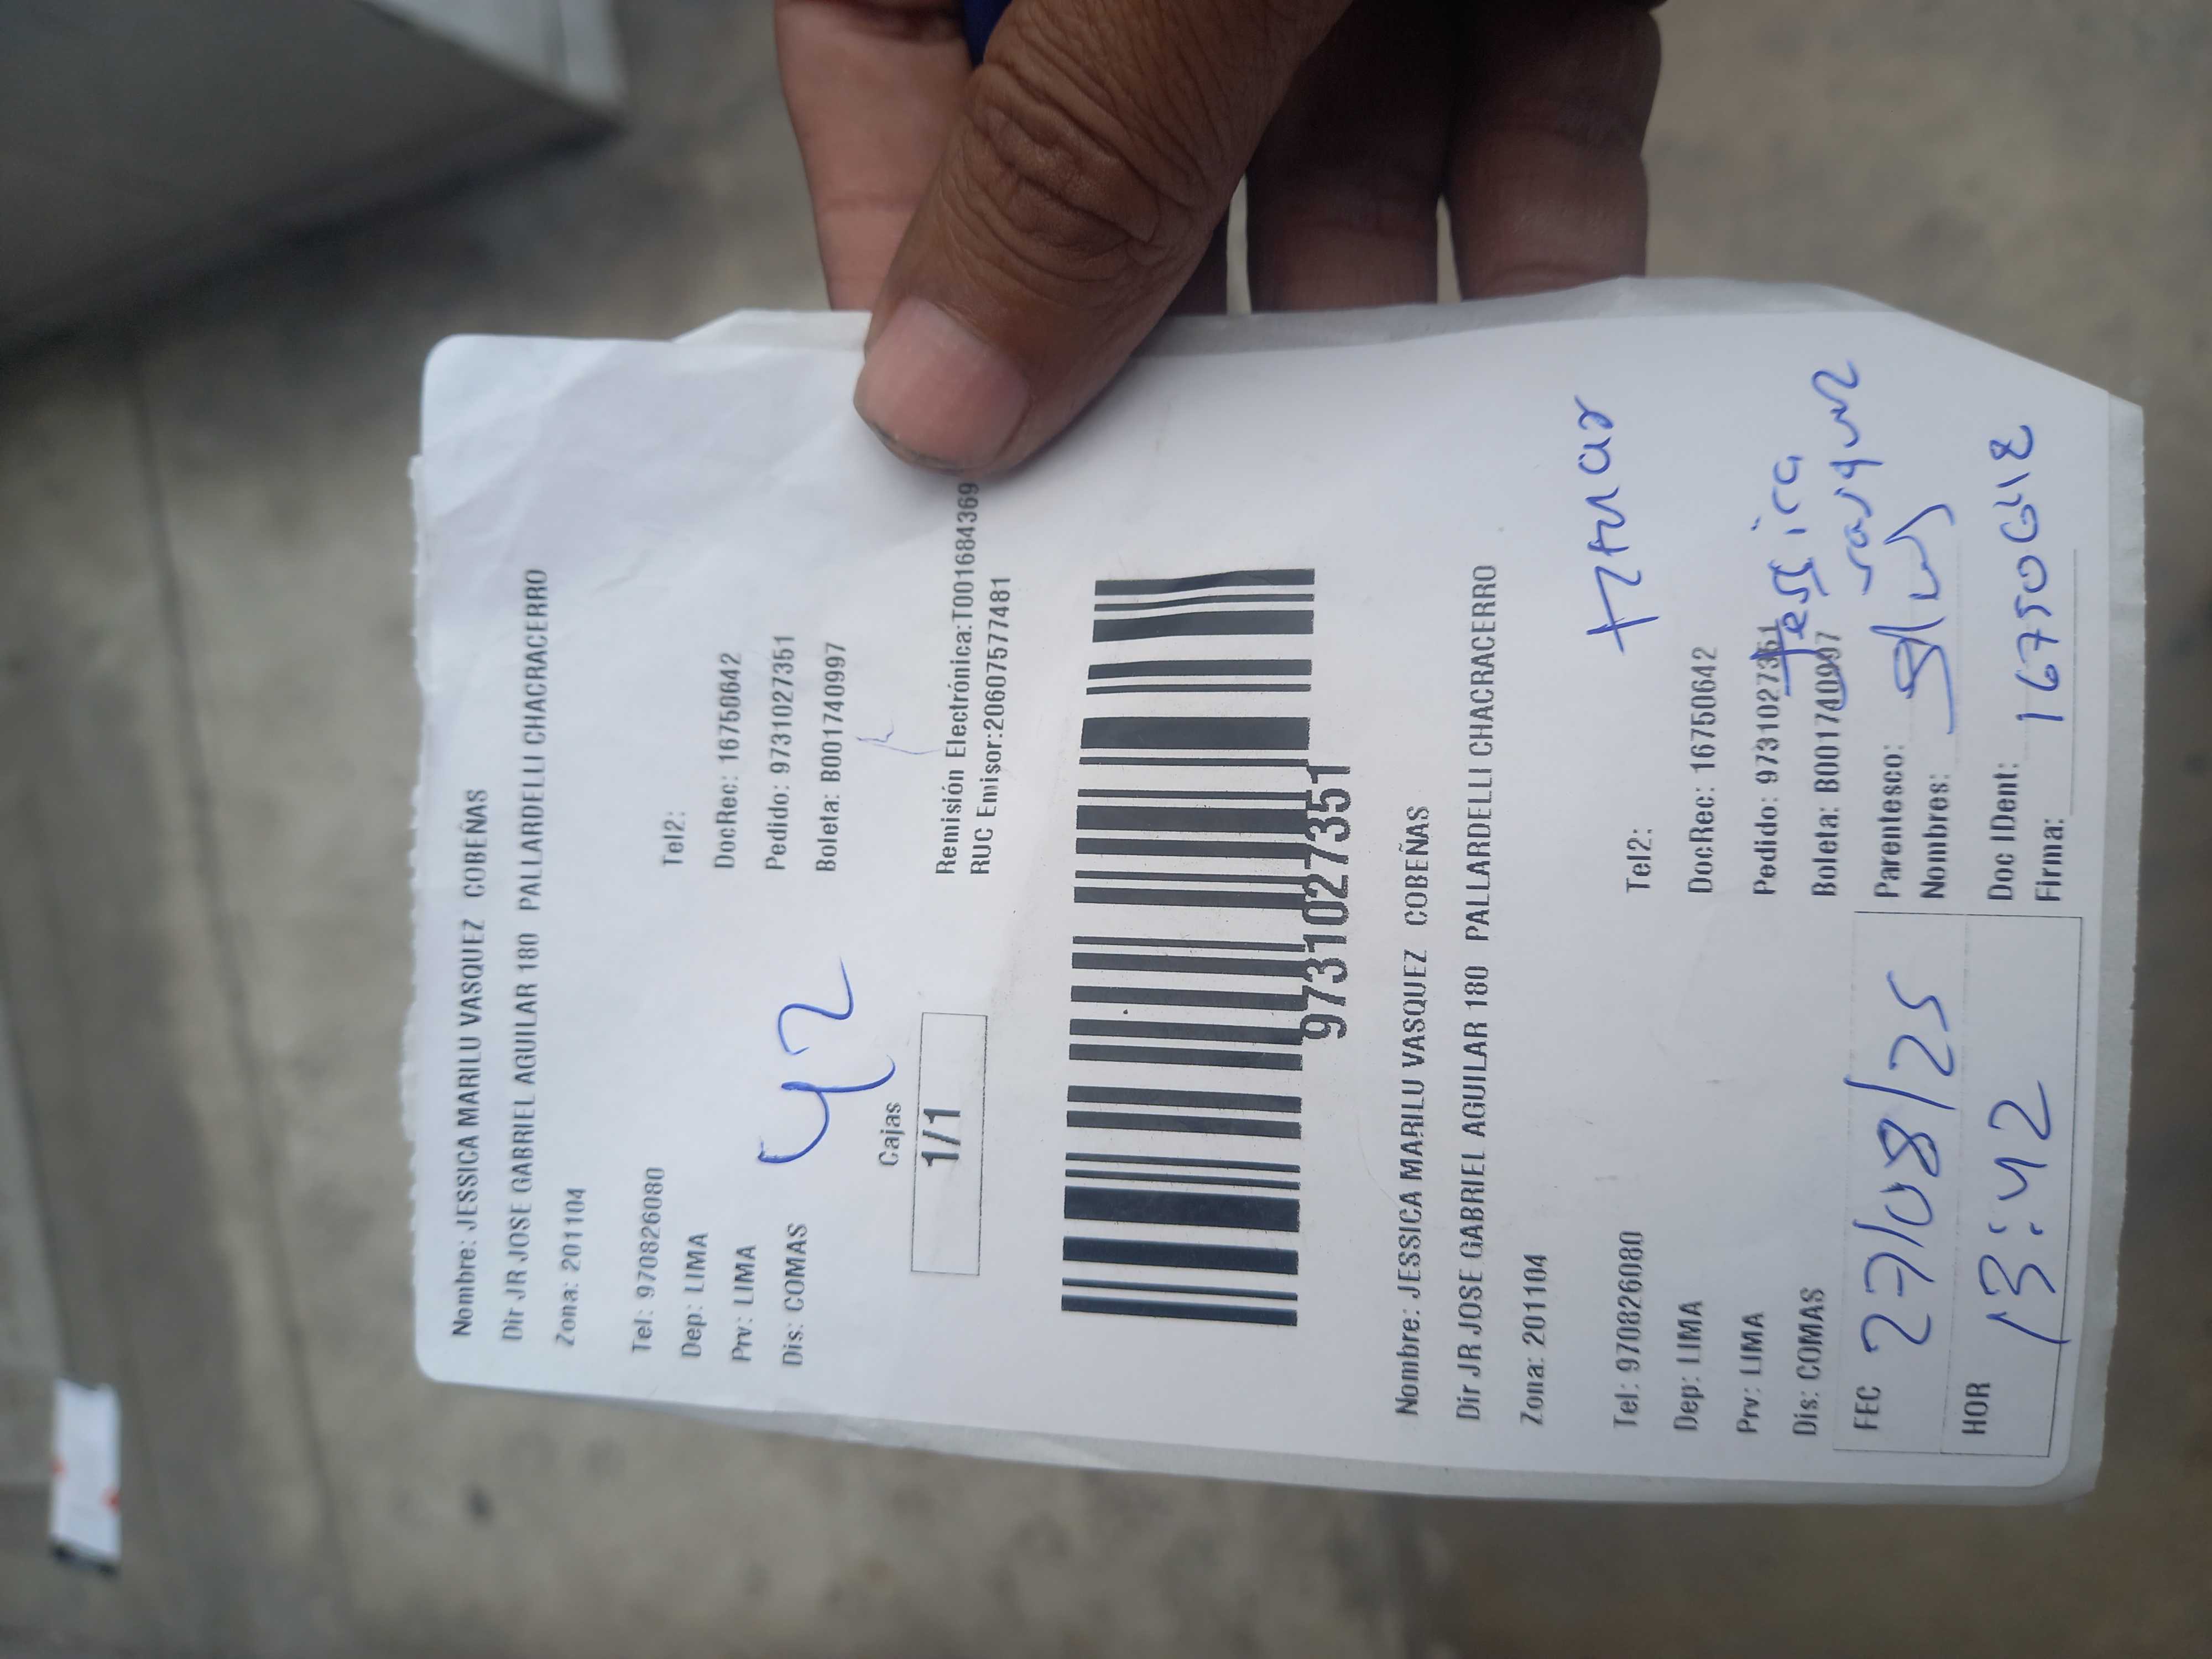 Nombre: JESSICA MARILU VASQUEZ COBEÑAS
Dir JR JOSE GABRIEL AGUILAR 180 PALLARDELLI CHACRACERRO
Zona: 201104
Tel: 970826080 Tel2:
Dep: LIMA DocRec: 16750642
Prv: LIMA Pedido: 9731027351
Dis: COMAS Boleta: B001740997
42
Cajas
1/1
Remisión Electrónica:T001684369
RUC Emisor:20607577481
9731027351
Nombre: JESSICA MARILU VASQUEZ COBEÑAS
Dir JR JOSE GABRIEL AGUILAR 180 PALLARDELLI CHACRACERRO
Zona: 201104
Tel: 970826080 Tel2:
Dep: LIMA DocRec: 16750642
Prv: LIMA Pedido: 9731027351
Dis: COMAS Boleta: B001740997
Jessica
Vasquez
FEC 27/08/25 Parentesco:
Nombres:
HOR 13:42 Doc IDent: 16750642
Firma: